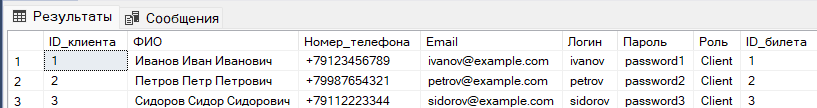 Результаты Сообщения
ID_клиента ФИО Номер_телефона Email Логин Пароль Роль ID_билета
1 1 Иванов Иван Иванович +79123456789 ivanov@example.com ivanov password1 Client 1
2 2 Петров Петр Петрович +79987654321 petrov@example.com petrov password2 Client 2
3 3 Сидоров Сидор Сидорович +79112223344 sidorov@example.com sidorov password3 Client 3